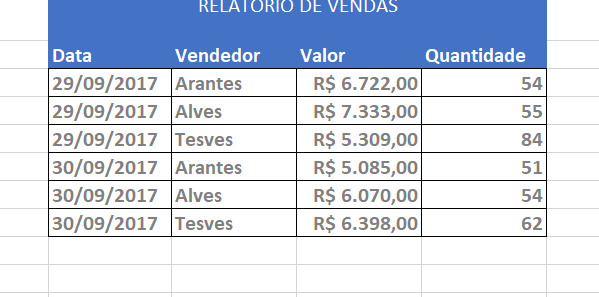 RELATÓRIO DE VENDAS
Data Vendedor Valor Quantidade
29/09/2017 Arantes R$ 6.722,00 54
29/09/2017 Alves R$ 7.333,00 55
29/09/2017 Tesves R$ 5.309,00 84
30/09/2017 Arantes R$ 5.085,00 51
30/09/2017 Alves R$ 6.070,00 54
30/09/2017 Tesves R$ 6.398,00 62